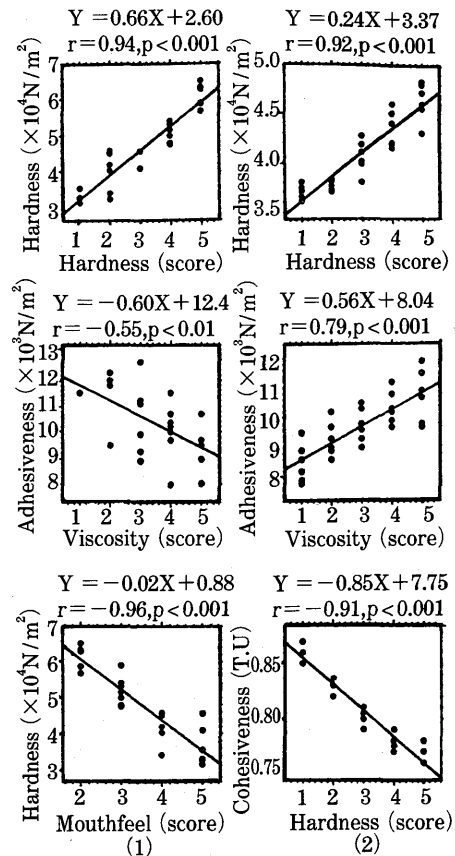 Y = 0.66X+2.60
r=0.94,p<0.001
Hardness (×10⁴N/m²)
7
6
5
4
3
1 2 3 4 5
Hardness (score)
Y =0.24X+3.37
r=0.92,p<0.001
Hardness (×10⁴N/m²)
5.0
4.5
4.0
3.5
1 2 3 4 5
Hardness (score)
Y =−0.60X+12.4
r=−0.55,p<0.01
Adhesiveness (×10³N/m²)
13
12
11
10
9
8
1 2 3 4 5
Viscosity (score)
Y =0.56X+8.04
r=0.79,p<0.001
Adhesiveness (×10³N/m²)
12
11
10
9
8
1 2 3 4 5
Viscosity (score)
Y =−0.02X+0.88
r=−0.96,p<0.001
Hardness (×10⁴N/m²)
7
6
5
4
3
2 3 4 5
Mouthfeel (score)
(1)
Y =−0.85X+7.75
r=−0.91,p<0.001
Cohesiveness (T.U)
0.85
0.80
0.75
1 2 3 4 5
Hardness (score)
(2)